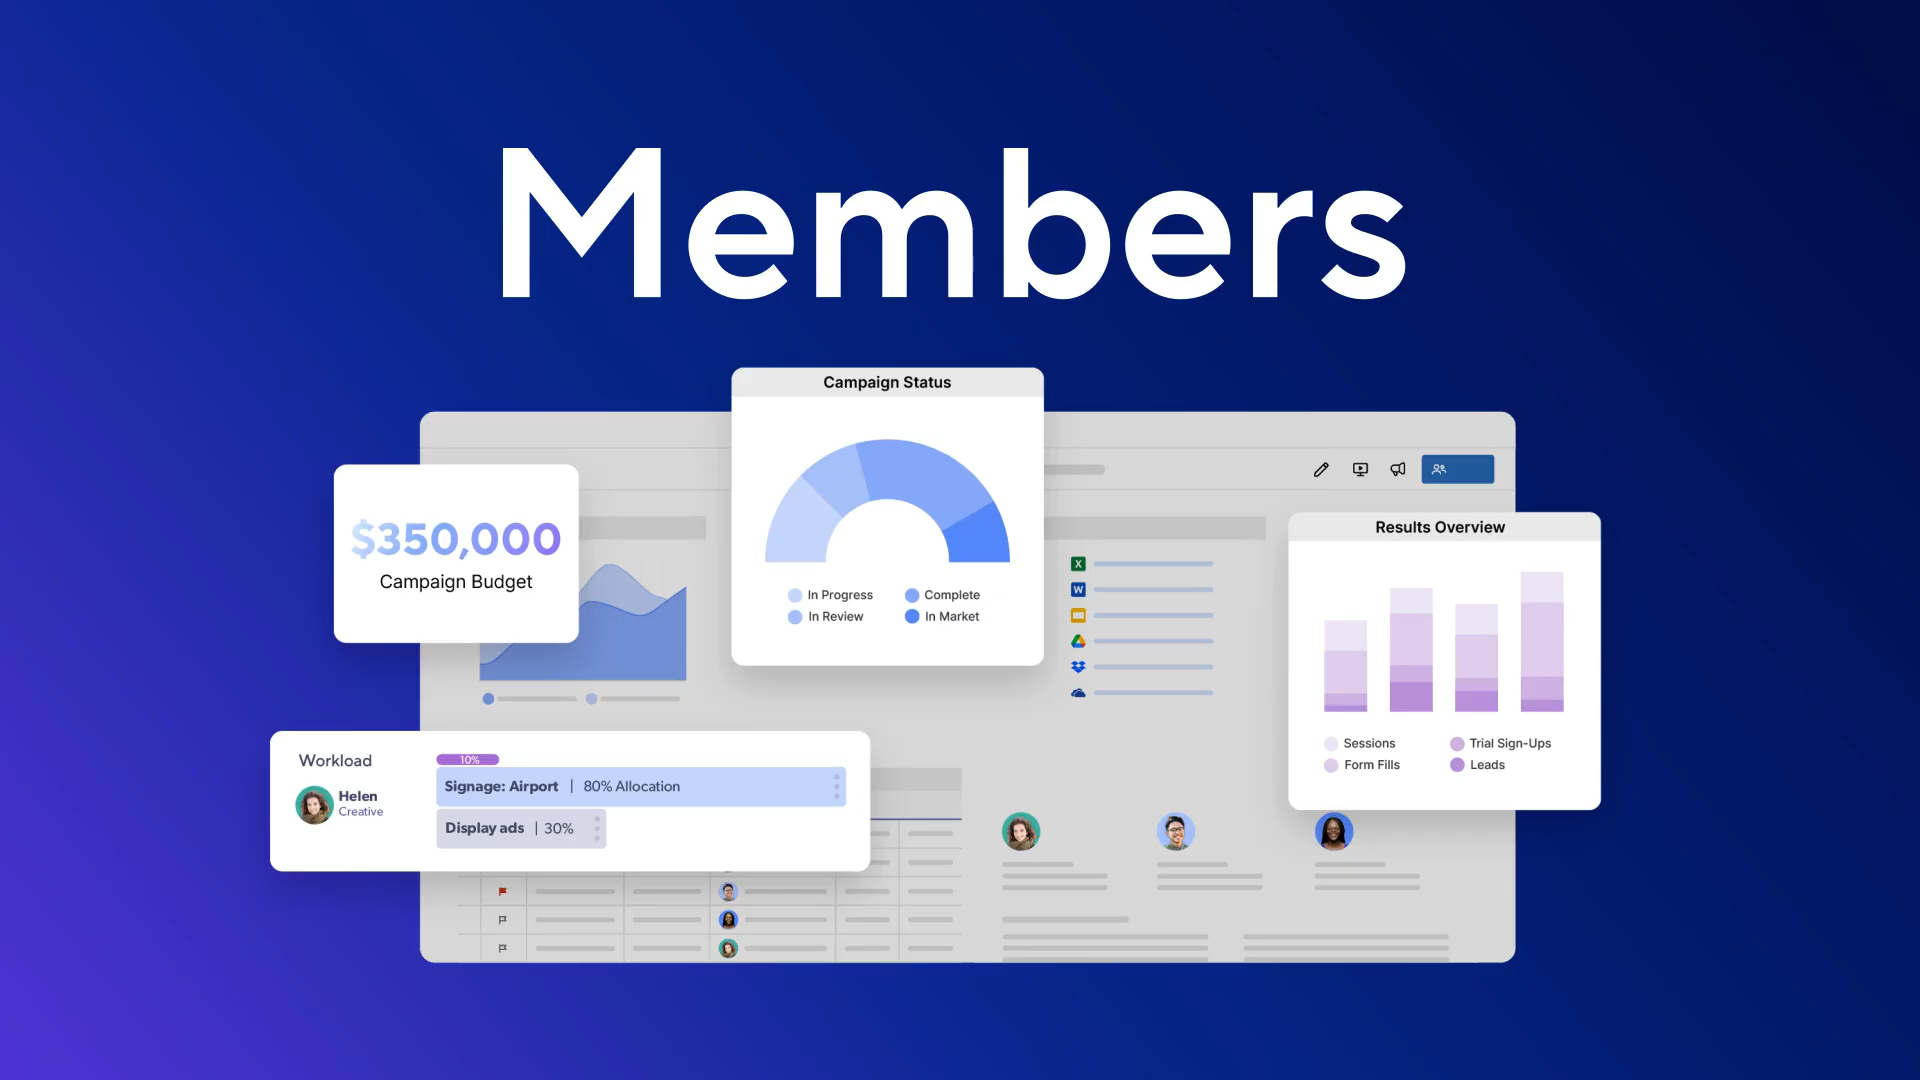 Members
Campaign Status
In Progress
Complete
In Review
In Market
$350,000
Campaign Budget
X
W
Results Overview
Sessions
Trial Sign-Ups
Form Fills
Leads
Workload
Helen
Creative
10%
Signage: Airport | 80% Allocation
Display ads | 30%